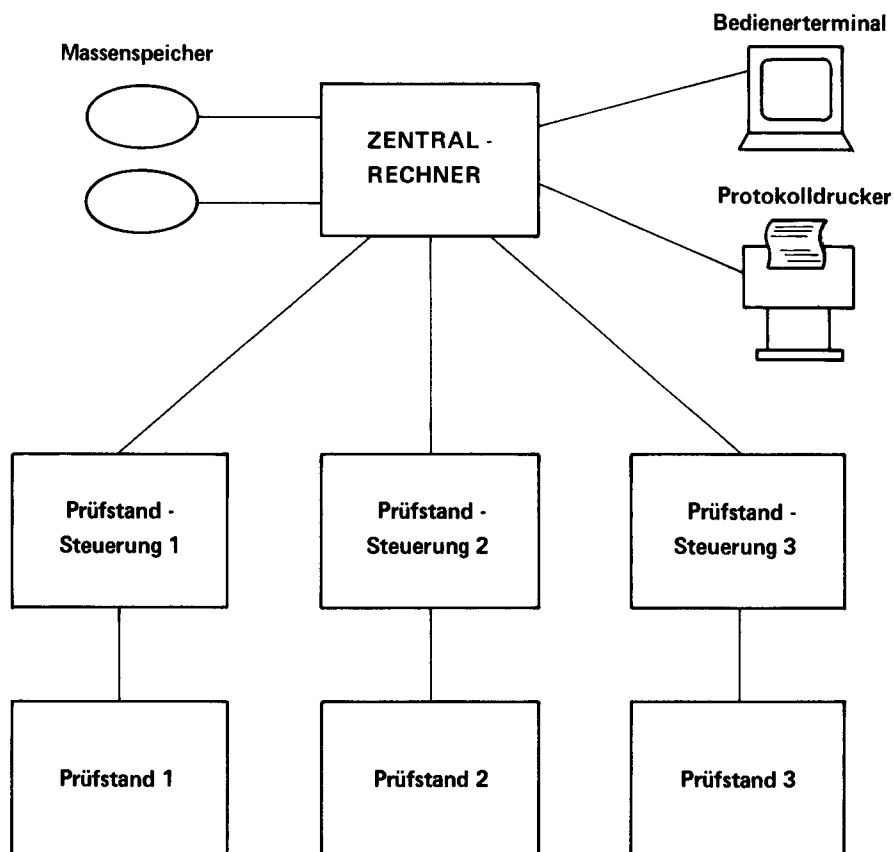 Bedienerterminal
Massenspeicher
ZENTRAL -
RECHNER
Protokolldrucker
Prüfstand -
Steuerung 1
Prüfstand -
Steuerung 2
Prüfstand -
Steuerung 3
Prüfstand 1
Prüfstand 2
Prüfstand 3